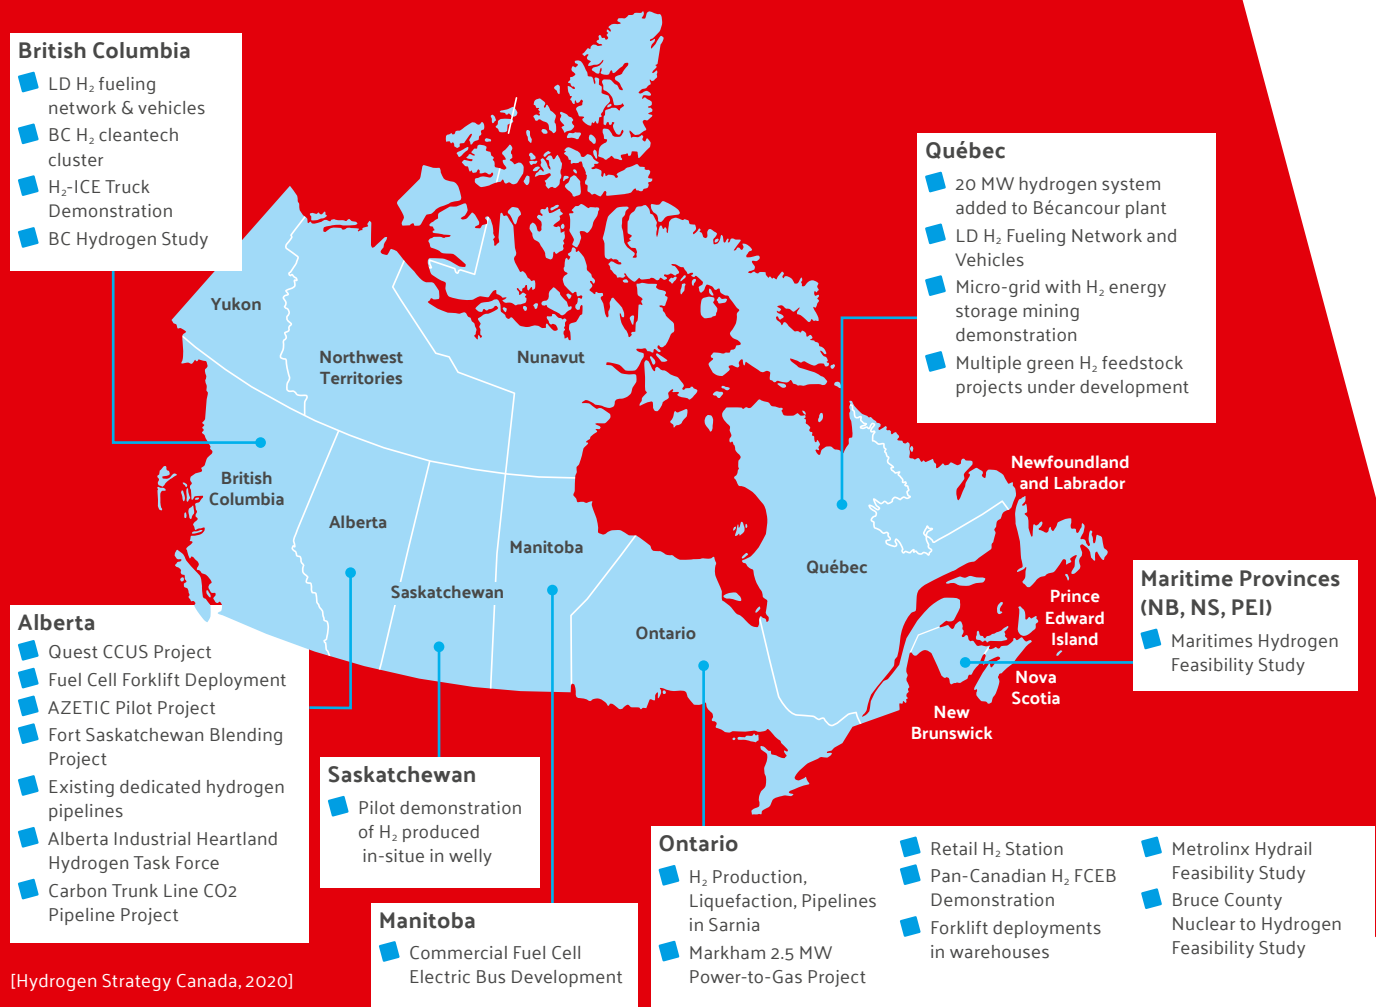 British Columbia
LD H₂ fueling
network & vehicles
BC H₂ cleantech
cluster
H₂-ICE Truck
Demonstration
BC Hydrogen Study
Québec
20 MW hydrogen system
added to Bécancour plant
LD H₂ Fueling Network and
Vehicles
Micro-grid with H₂ energy
storage mining
demonstration
Multiple green H₂ feedstock
projects under development
Yukon
Northwest
Territories
Nunavut
British
Columbia
Alberta
Saskatchewan
Manitoba
Ontario
Québec
Newfoundland
and Labrador
Prince
Edward
Island
Nova
Scotia
New
Brunswick
Maritime Provinces
(NB, NS, PEI)
Maritimes Hydrogen
Feasibility Study
Alberta
Quest CCUS Project
Fuel Cell Forklift Deployment
AZETIC Pilot Project
Fort Saskatchewan Blending
Project
Existing dedicated hydrogen
pipelines
Alberta Industrial Heartland
Hydrogen Task Force
Carbon Trunk Line CO2
Pipeline Project
Saskatchewan
Pilot demonstration
of H₂ produced
in-situe in welly
Manitoba
Commercial Fuel Cell
Electric Bus Development
Ontario
H₂ Production,
Liquefaction, Pipelines
in Sarnia
Markham 2.5 MW
Power-to-Gas Project
Retail H₂ Station
Pan-Canadian H₂ FCEB
Demonstration
Forklift deployments
in warehouses
Metrolinx Hydrail
Feasibility Study
Bruce County
Nuclear to Hydrogen
Feasibility Study
[Hydrogen Strategy Canada, 2020]